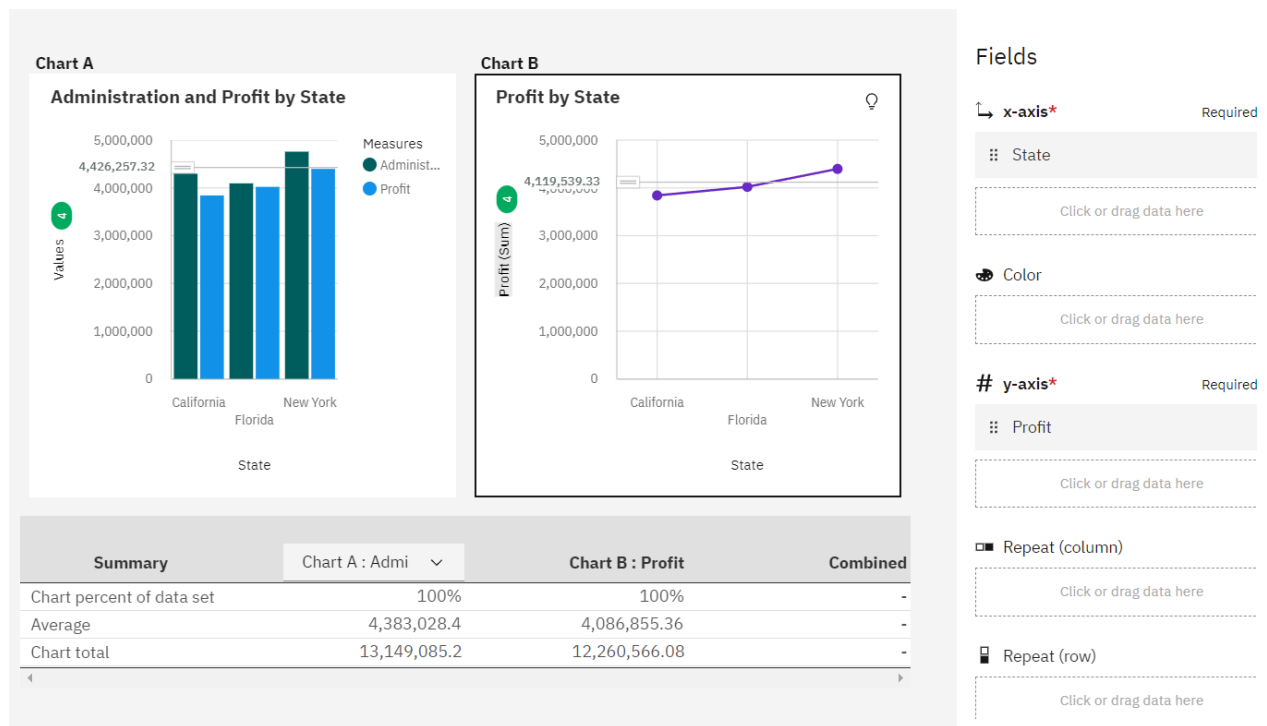 Chart A
Administration and Profit by State
5,000,000
4,426,257.32
4,000,000
3,000,000
2,000,000
1,000,000
0
4
Values
California
Florida
New York
State
Measures
Administ...
Profit
Chart B
Profit by State
5,000,000
4,119,539.33
4,000,000
3,000,000
2,000,000
1,000,000
0
4
Profit (Sum)
California
Florida
New York
State
Summary Chart A : Admi Chart B : Profit Combined
Chart percent of data set 100% 100% -
Average 4,383,028.4 4,086,855.36 -
Chart total 13,149,085.2 12,260,566.08 -
Fields
x-axis* Required
State
Click or drag data here
Color
Click or drag data here
# y-axis* Required
Profit
Click or drag data here
Repeat (column)
Click or drag data here
Repeat (row)
Click or drag data here